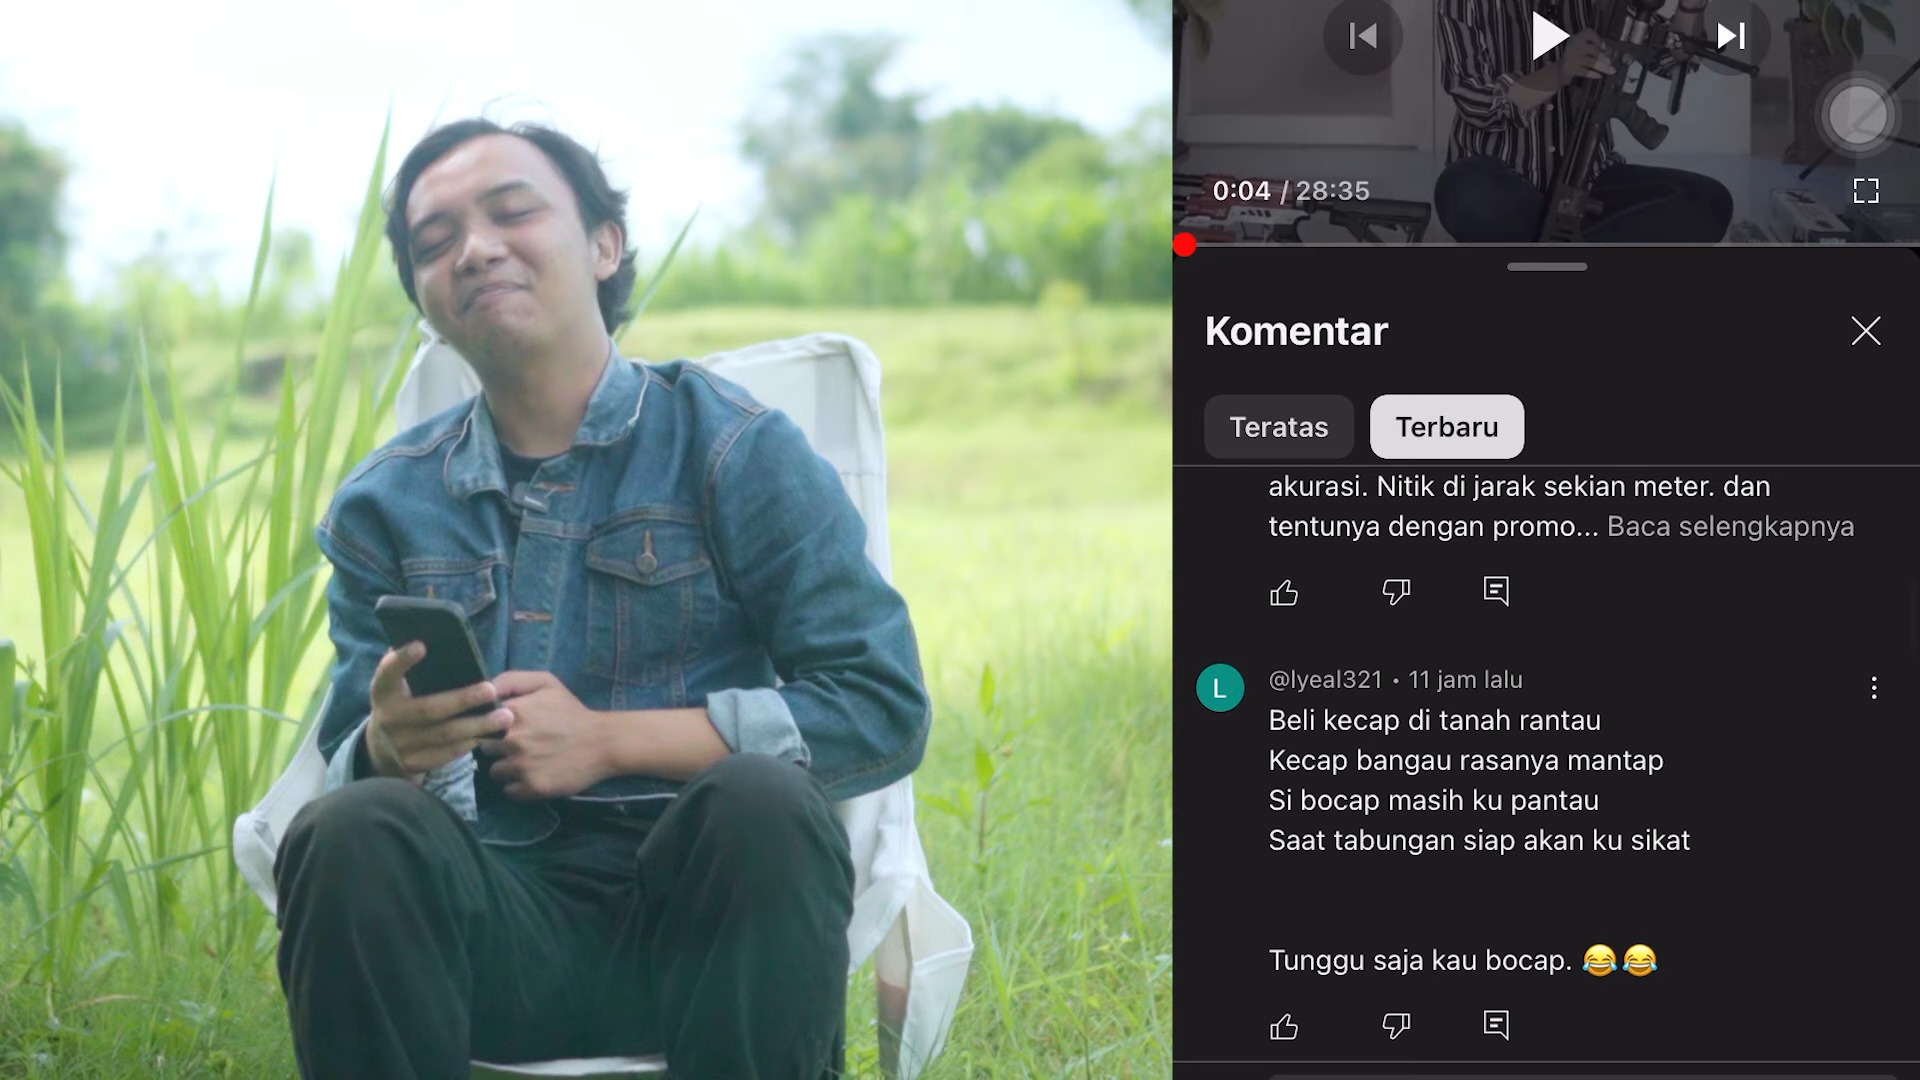 0:04 / 28:35
Komentar
Teratas
Terbaru
akurasi. Nitik di jarak sekian meter. dan
tentunya dengan promo... Baca selengkapnya
L
@lyeal321 • 11 jam lalu
Beli kecap di tanah rantau
Kecap bangau rasanya mantap
Si bocap masih ku pantau
Saat tabungan siap akan ku sikat
Tunggu saja kau bocap. 😂😂